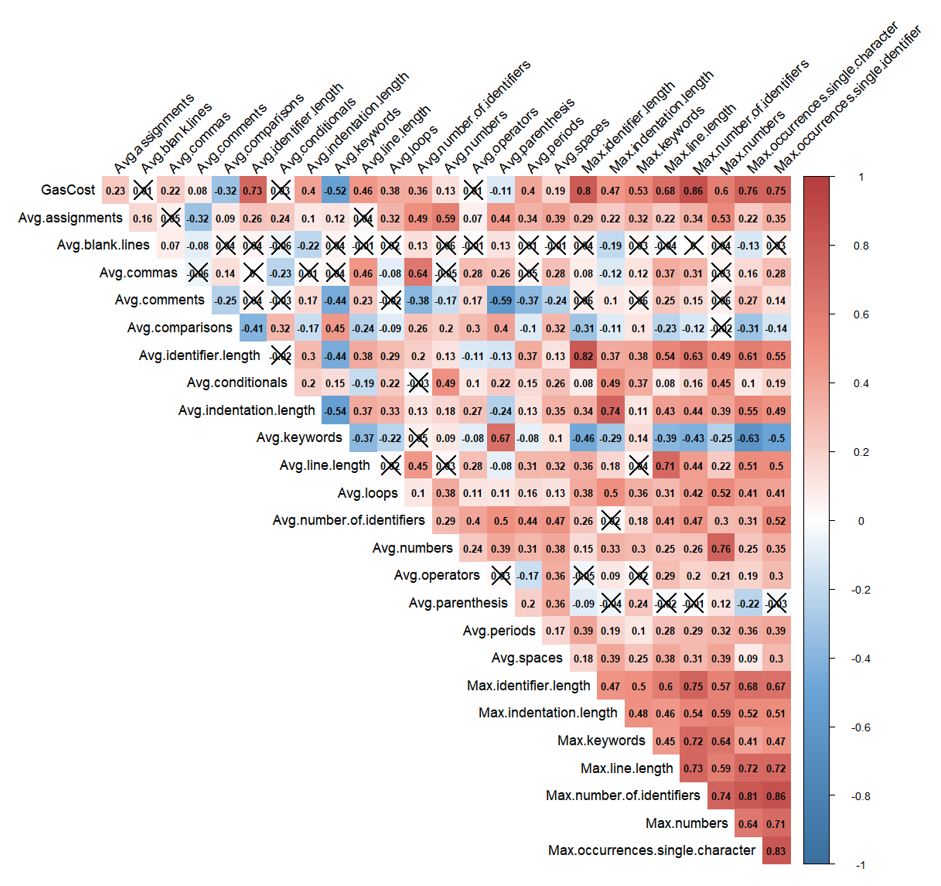 Avg.assignments
Avg.blank.lines
Avg.commas
Avg.comments
Avg.comparisons
Avg.identifier.length
Avg.conditionals
Avg.indentation.length
Avg.keywords
Avg.line.length
Avg.loops
Avg.number.of.identifiers
Avg.numbers
Avg.operators
Avg.parenthesis
Avg.periods
Avg.spaces
Max.identifier.length
Max.indentation.length
Max.keywords
Max.line.length
Max.number.of.identifiers
Max.numbers
Max.occurrences.single.character
Max.occurrences.single.identifier
GasCost 0.23 0.22 0.08 -0.32 0.73 0.4 -0.52 0.46 0.38 0.36 0.13 -0.11 0.4 0.19 0.8 0.47 0.53 0.68 0.86 0.6 0.76 0.75
Avg.assignments 0.16 -0.32 0.09 0.26 0.24 0.1 0.12 0.32 0.49 0.59 0.07 0.44 0.34 0.39 0.29 0.22 0.32 0.34 0.34 0.53 0.22 0.35
Avg.blank.lines 0.07 -0.08 -0.22 0.13 0.13 -0.19 -0.13
Avg.commas 0.14 -0.23 0.46 -0.08 0.64 0.28 0.26 0.28 0.08 -0.12 0.12 0.37 0.31 0.16 0.28
Avg.comments -0.25 0.17 -0.44 0.23 -0.38 -0.17 0.17 -0.59 -0.37 -0.24 0.1 0.25 0.15 0.27 0.14
Avg.comparisons -0.41 0.32 -0.17 0.45 -0.24 -0.09 0.26 0.2 0.3 0.4 -0.1 0.32 -0.31 -0.11 0.1 -0.23 -0.12 -0.31 -0.14
Avg.identifier.length 0.3 -0.44 0.38 0.29 0.2 0.13 -0.11 -0.13 0.37 0.13 0.82 0.37 0.38 0.54 0.63 0.49 0.61 0.55
Avg.conditionals 0.2 0.15 -0.19 0.22 0.49 0.1 0.22 0.15 0.26 0.08 0.49 0.37 0.08 0.16 0.45 0.1 0.19
Avg.indentation.length -0.54 0.37 0.33 0.13 0.18 0.27 -0.24 0.13 0.35 0.34 0.74 0.11 0.43 0.44 0.39 0.55 0.49
Avg.keywords -0.37 -0.22 0.09 -0.08 0.67 -0.08 0.1 -0.46 -0.29 0.14 -0.39 -0.43 -0.25 -0.63 -0.5
Avg.line.length 0.45 0.28 -0.08 0.31 0.32 0.36 0.18 0.71 0.44 0.22 0.51 0.5
Avg.loops 0.1 0.38 0.11 0.11 0.16 0.13 0.38 0.5 0.36 0.31 0.42 0.52 0.41 0.41
Avg.number.of.identifiers 0.29 0.4 0.5 0.44 0.47 0.26 0.18 0.41 0.47 0.3 0.31 0.52
Avg.numbers 0.24 0.39 0.31 0.38 0.15 0.33 0.3 0.25 0.26 0.76 0.25 0.35
Avg.operators -0.17 0.36 0.09 0.29 0.2 0.21 0.19 0.3
Avg.parenthesis 0.2 0.36 -0.09 0.24 0.12 -0.22
Avg.periods 0.17 0.39 0.19 0.1 0.28 0.29 0.32 0.36 0.39
Avg.spaces 0.18 0.39 0.25 0.38 0.31 0.39 0.09 0.3
Max.identifier.length 0.47 0.5 0.6 0.75 0.57 0.68 0.67
Max.indentation.length 0.48 0.46 0.54 0.59 0.52 0.51
Max.keywords 0.45 0.72 0.64 0.41 0.47
Max.line.length 0.73 0.59 0.72 0.72
Max.number.of.identifiers 0.74 0.81 0.86
Max.numbers 0.64 0.71
Max.occurrences.single.character 0.83
1
0.8
0.6
0.4
0.2
0
-0.2
-0.4
-0.6
-0.8
-1